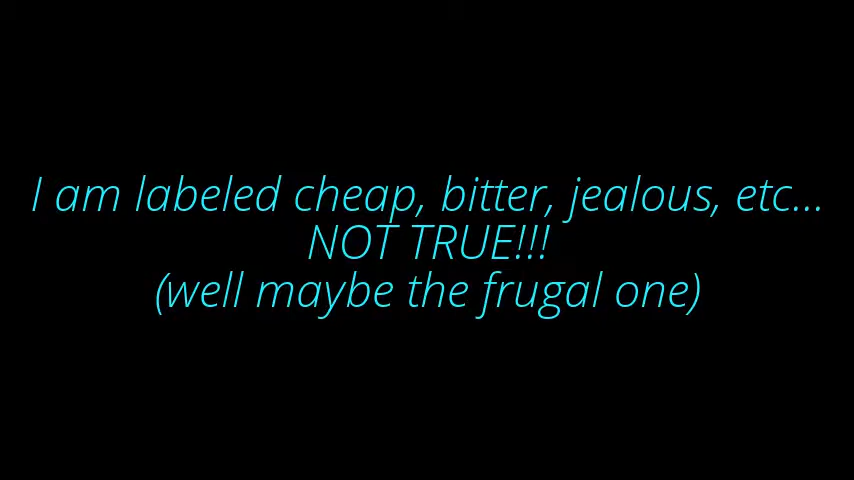 I am labeled cheap, bitter, jealous, etc...
NOT TRUE!!!
(well maybe the frugal one)